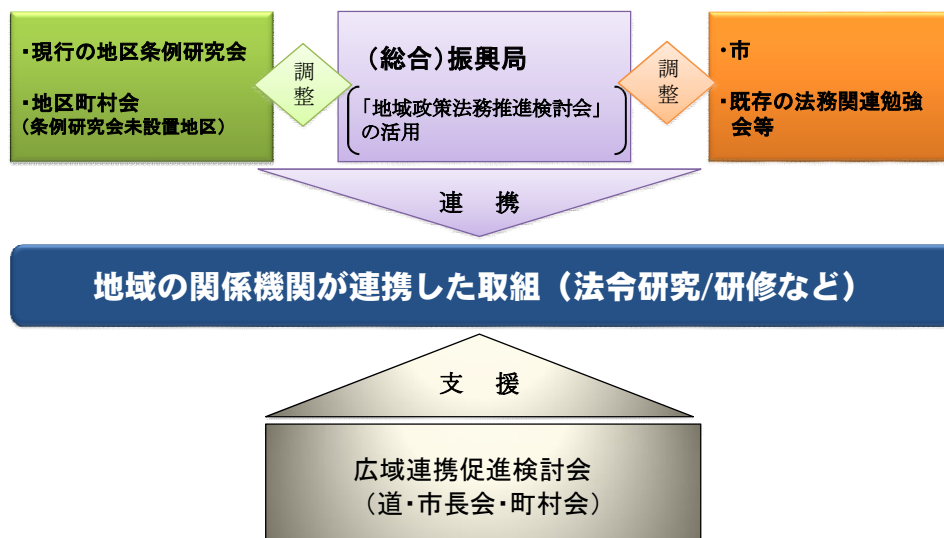 ・現行の地区条例研究会
・地区町村会
(条例研究会未設置地区)
調整
(総合)振興局
「地域政策法務推進検討会」
の活用
調整
・市
・既存の法務関連勉強
会等
連 携
地域の関係機関が連携した取組（法令研究/研修など）
支 援
広域連携促進検討会
（道・市長会・町村会）